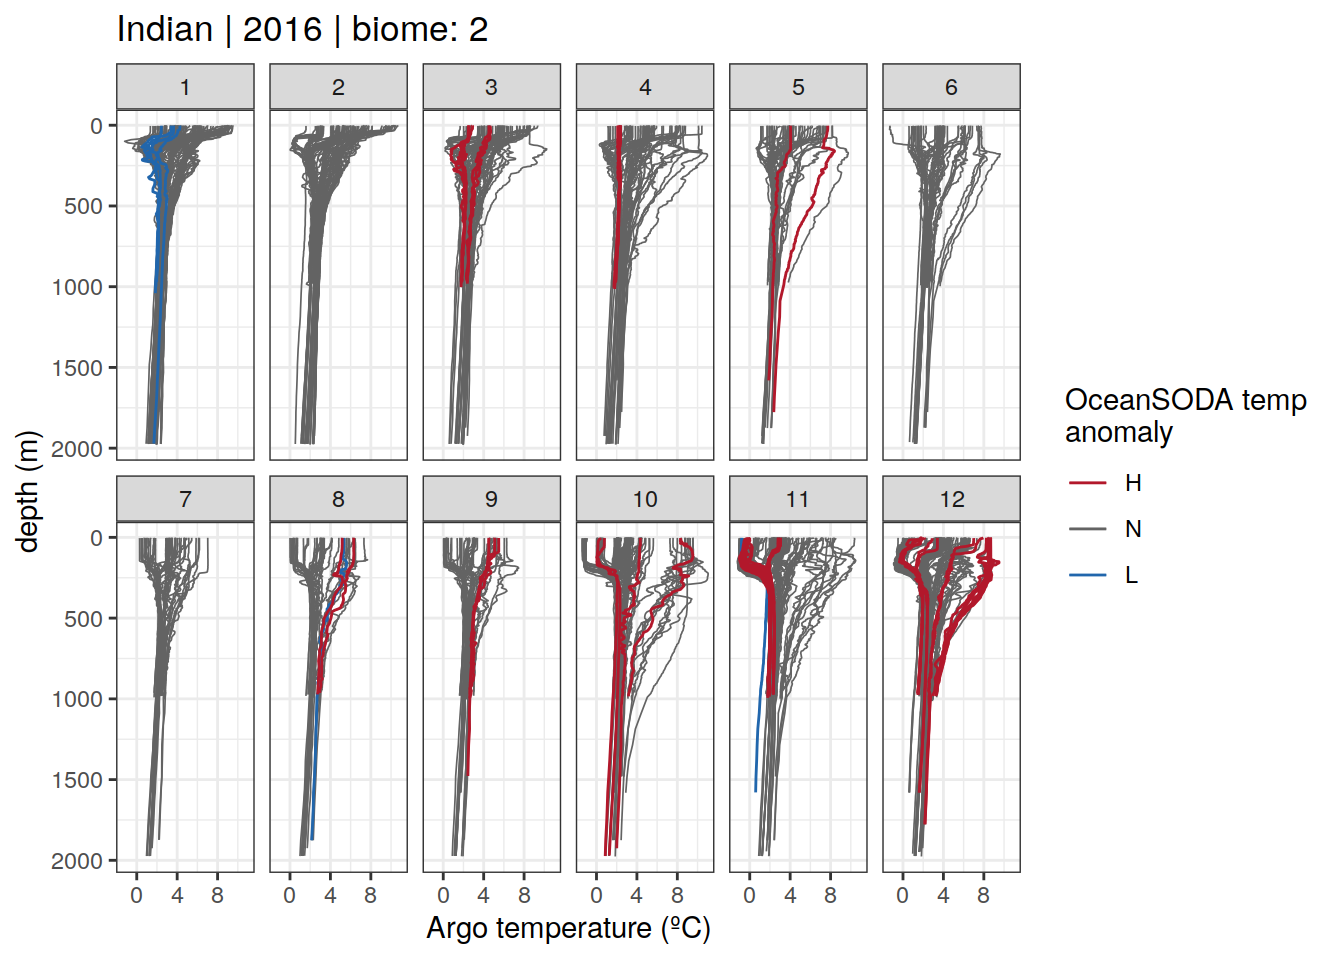 Indian | 2016 | biome: 2
1 2 3 4 5 6
0
500
1000
1500
2000
depth (m)
7 8 9 10 11 12
0
500
1000
1500
2000
0 4 8 0 4 8 0 4 8 0 4 8 0 4 8 0 4 8
Argo temperature (ºC)
OceanSODA temp
anomaly
H
N
L